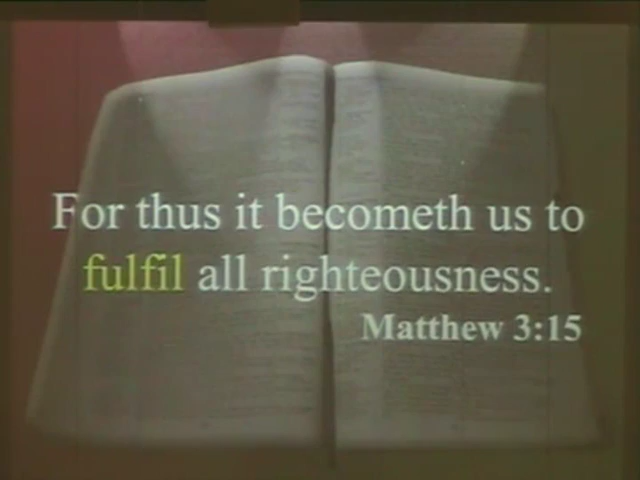 For thus it becometh us to
fulfil all righteousness.
Matthew 3:15